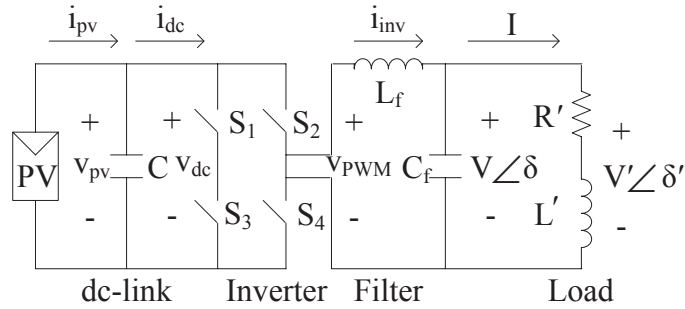 i_pv i_dc i_inv I
L_f
S_1 S_2
R′
+ + + + +
PV v_pv C v_dc v_PWM C_f V∠δ V′∠δ′
L′
- - - - -
S_3 S_4
dc-link Inverter Filter Load